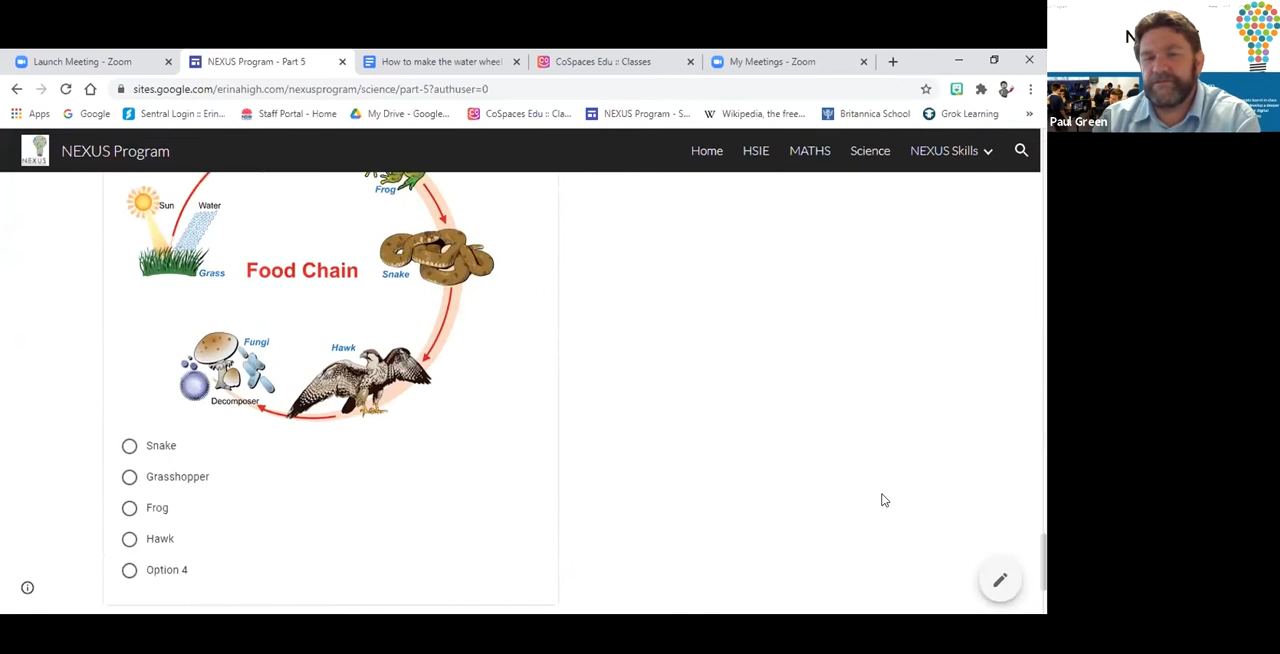 Launch Meeting - Zoom
NEXUS Program - Part 5
How to make the water whee
CoSpaces Edu :: Classes
My Meetings - Zoom
sites.google.com/erinahigh.com/nexusprogram/science/part-5?authuser=0
Apps
Google
Sentral Login :: Erin...
Staff Portal - Home
My Drive - Google...
CoSpaces Edu :: Cla...
NEXUS Program - S...
Wikipedia, the free...
Britannica School
Grok Learning
NEXUS
NEXUS Program
Home
HSIE
MATHS
Science
NEXUS Skills
Frog
Sun
Water
Grass
Food Chain
Snake
Fungi
Hawk
Decomposer
Snake
Grasshopper
Frog
Hawk
Option 4
Paul Green